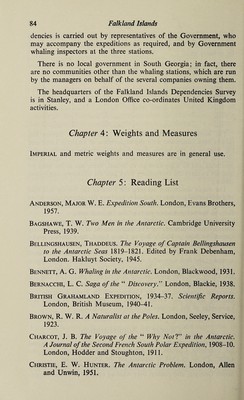 84
Falkland Islands
dencies is carried out by representatives of the Government, who
may accompany the expeditions as required, and by Government
whaling inspectors at the three stations.
There is no local government in South Georgia; in fact, there
are no communities other than the whaling stations, which are run
by the managers on behalf of the several companies owning them.
The headquarters of the Falkland Islands Dependencies Survey
is in Stanley, and a London Office co-ordinates United Kingdom
activities.
Chapter 4: Weights and Measures
IMPERIAL and metric weights and measures are in general use.
Chapter 5: Reading List
ANDERSON, MAJOR W. E. Expedition South. London, Evans Brothers,
1957.
BAGSHAWE, T. W. Two Men in the Antarctic. Cambridge University
Press, 1939.
BELLINGSHAUSEN, THADDEUS. The Voyage of Captain Bellingshausen
to the Antarctic Seas 1819–1821. Edited by Frank Debenham,
London. Hakluyt Society, 1945.
BENNETT, A. G. Whaling in the Antarctic. London, Blackwood, 1931.
BERNACCHI, L. C. Saga of the "Discovery." London, Blackie, 1938.
BRITISH GRAHAMLAND EXPEDITION, 1934–37. Scientific Reports.
London, British Museum, 1940–41.
BROWN, R. W. R. A Naturalist at the Poles. London, Seeley, Service,
1923.
CHARCOT, J. B. The Voyage of the "Why Not?" in the Antarctic.
A Journal of the Second French South Polar Expedition, 1908–10.
London, Hodder and Stoughton, 1911.
CHRISTIE, E. W. HUNTER. The Antarctic Problem. London, Allen
and Unwin, 1951.